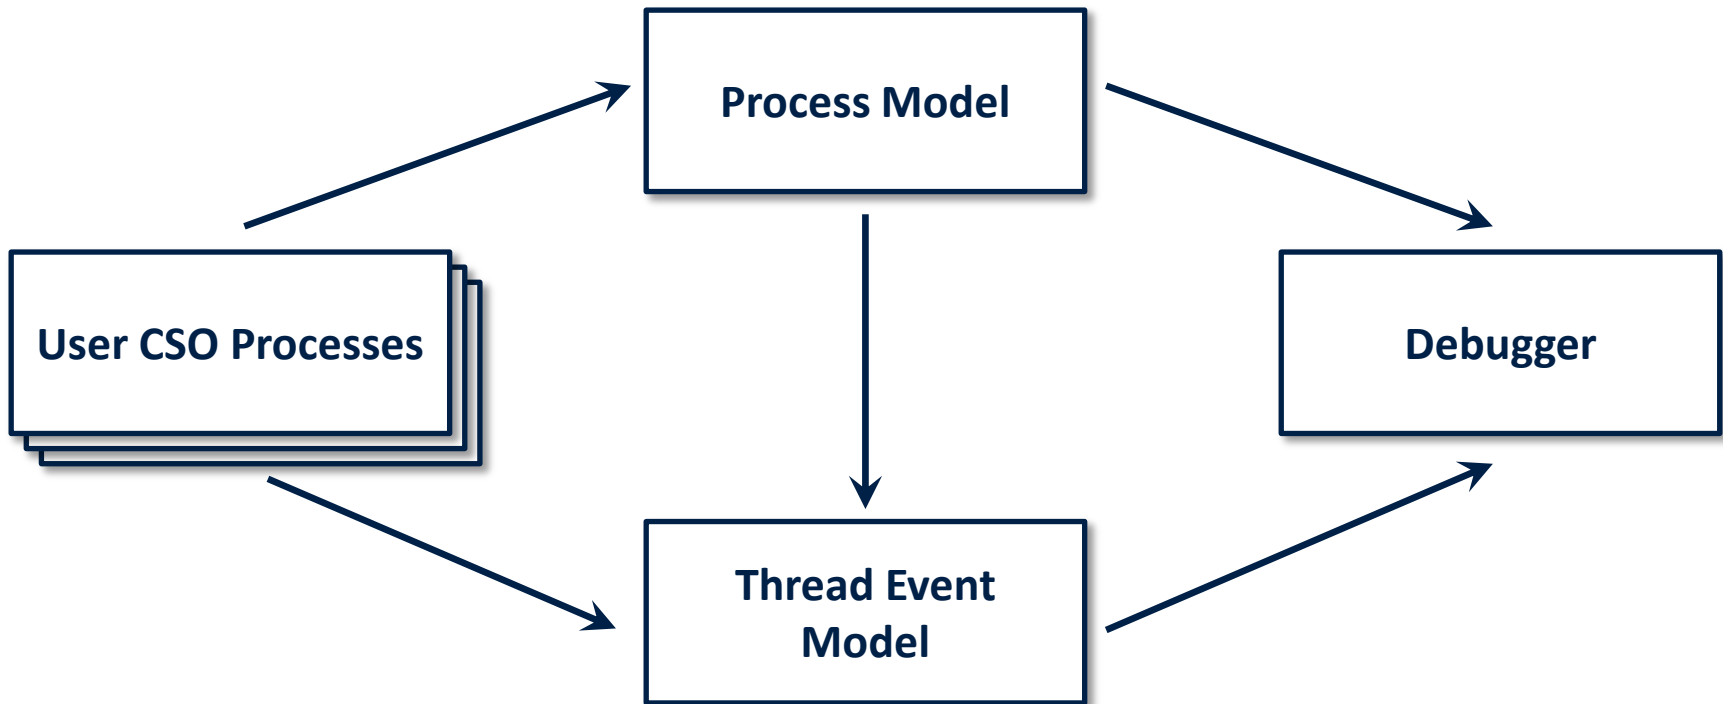 Process Model
User CSO Processes
Debugger
Thread Event
Model